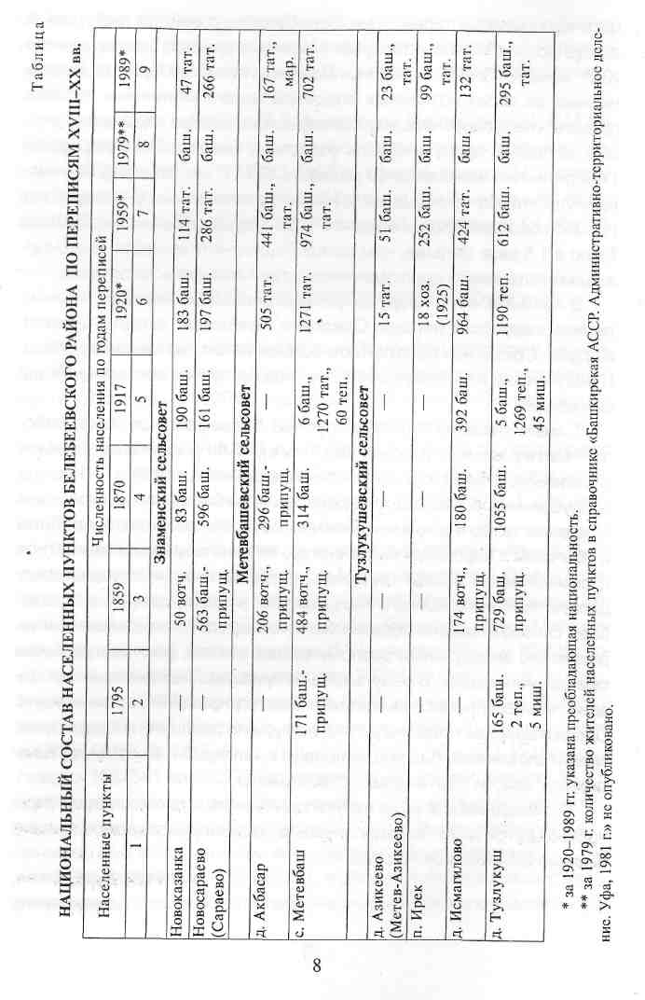 Таблица
НАЦИОНАЛЬНЫЙ СОСТАВ НАСЕЛЕННЫХ ПУНКТОВ БЕЛЕБЕЕВСКОГО РАЙОНА ПО ПЕРЕПИСЯМ XVIII–XX вв.
Населенные пункты Численность населения по годам переписей
1795 1859 1870 1917 1920* 1959* 1979** 1989*
1 2 3 4 5 6 7 8 9
Знаменский сельсовет
Новоказанка — 50 вотч. 83 баш. 190 баш. 183 баш. 114 тат. баш. 47 тат.
Новосараево — 563 баш.- 596 баш. 161 баш. 197 баш. 286 тат. баш. 266 тат.
(Сараево) припущ.
Метевбашевский сельсовет
д. Акбасар — 206 вотч., 296 баш.- — 505 тат. 441 баш., баш. 167 тат.,
припущ. припущ. тат. мар.
с. Метевбаш 171 баш.- 484 вотч., 314 баш. 6 баш., 1271 тат. 974 баш., баш. 702 тат.
припущ. припущ. 1270 тат., тат.
60 теп.
Тузлукушевский сельсовет
д. Азикеево — — — — 15 тат. баш. баш. 23 баш.,
(Метев-Азикеево) тат.
п. Ирек — — — — 18 хоз. 252 баш. баш. 99 баш.,
(1925) тат.
д. Исмагилово — 174 вотч., 180 баш. 392 баш. 964 баш. 424 тат. баш. 132 тат.
припущ.
д. Тузлукуш 165 баш. 729 баш. 1055 баш. 5 баш., 1190 теп. 612 баш. баш. 295 баш.,
2 теп., припущ. 1269 теп., тат.
5 миш. 45 миш.
* за 1920–1989 гг. указана преобладающая национальность.
** за 1979 г. количество жителей населенных пунктов в справочнике «Башкирская АССР. Административно-территориальное деле-
ние. Уфа, 1981 г.» не опубликовано.
8